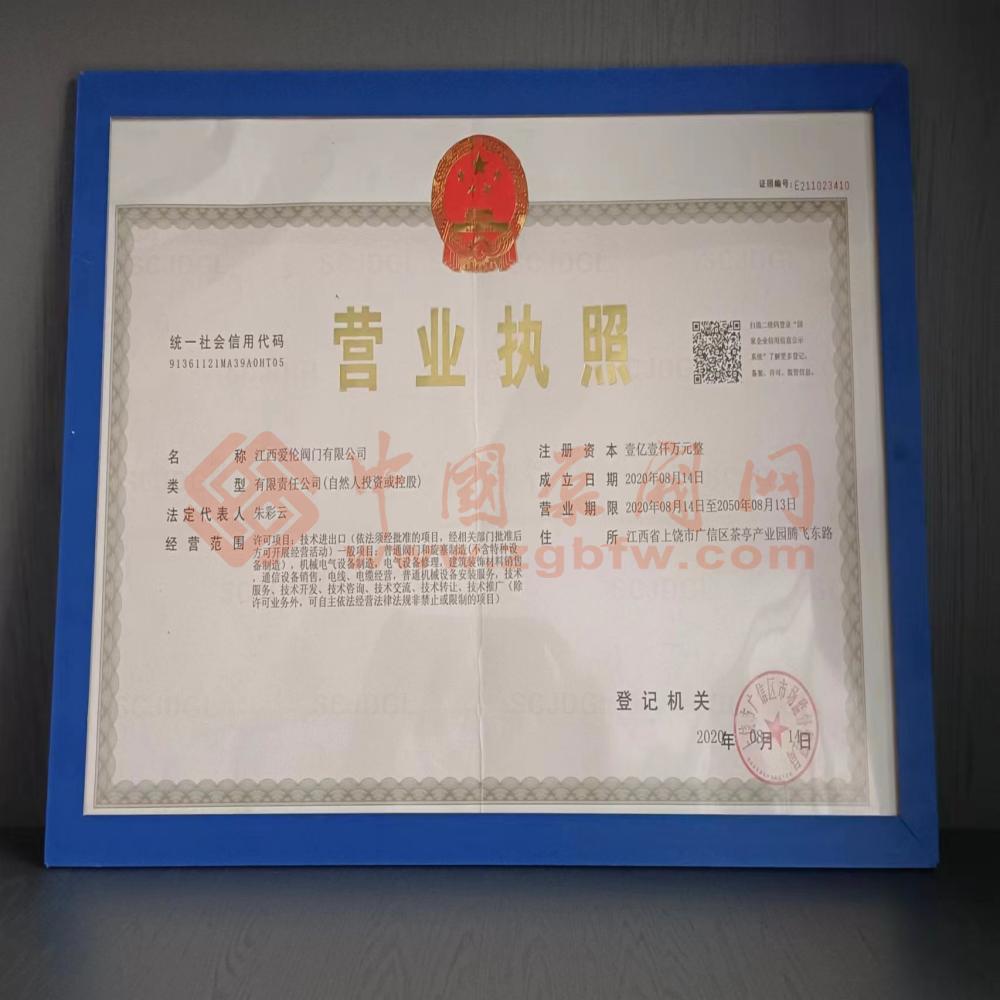 证照编号:E211023410
营业执照
统一社会信用代码
91361121MA39A0HT05
扫描二维码登录“国
家企业信用信息公示
系统”了解更多登记、
备案、许可、监管信息。
名称 江西爱伦阀门有限公司
类型 有限责任公司(自然人投资或控股)
法定代表人 朱彩云
经营范围 许可项目:技术进出口(依法须经批准的项目,经相关部门批准后
方可开展经营活动)一般项目:普通阀门和旋塞制造(不含特种设
备制造),机械电气设备制造,电气设备修理,建筑装饰材料销售
,通信设备销售,电线、电缆经营,普通机械设备安装服务,技术
服务、技术开发、技术咨询、技术交流、技术转让、技术推广(除
许可业务外,可自主依法经营法律法规非禁止或限制的项目)
注册资本 壹亿壹仟万元整
成立日期 2020年08月14日
营业期限 2020年08月14日至2050年08月13日
住所 江西省上饶市广信区茶亭产业园腾飞东路
中国泵阀网
zgbfw.com
登记机关
2020年08月14日